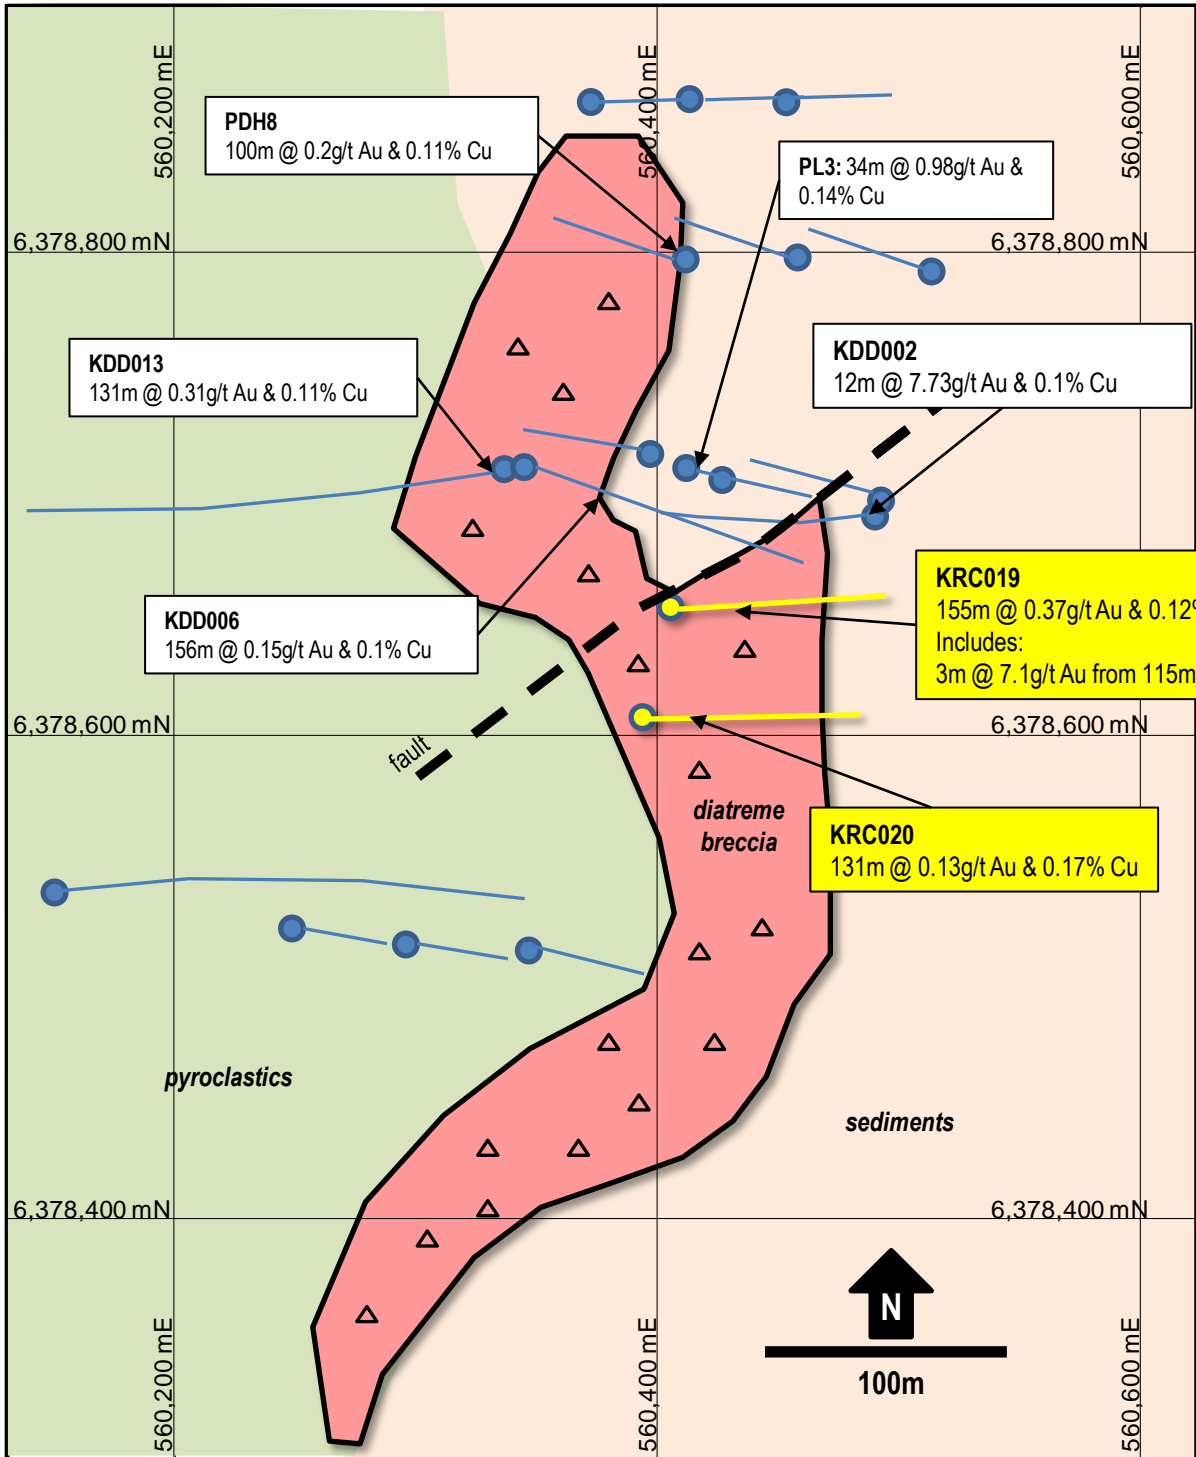 560,200 mE
560,400 mE
560,600 mE
PDH8
100m @ 0.2g/t Au & 0.11% Cu
PL3: 34m @ 0.98g/t Au &
0.14% Cu
6,378,800 mN
6,378,800 mN
KDD013
131m @ 0.31g/t Au & 0.11% Cu
KDD002
12m @ 7.73g/t Au & 0.1% Cu
KRC019
155m @ 0.37g/t Au & 0.12
Includes:
3m @ 7.1g/t Au from 115m
KDD006
156m @ 0.15g/t Au & 0.1% Cu
6,378,600 mN
6,378,600 mN
fault
diatreme
breccia
KRC020
131m @ 0.13g/t Au & 0.17% Cu
pyroclastics
sediments
6,378,400 mN
6,378,400 mN
N
100m
560,200 mE
560,400 mE
560,600 mE